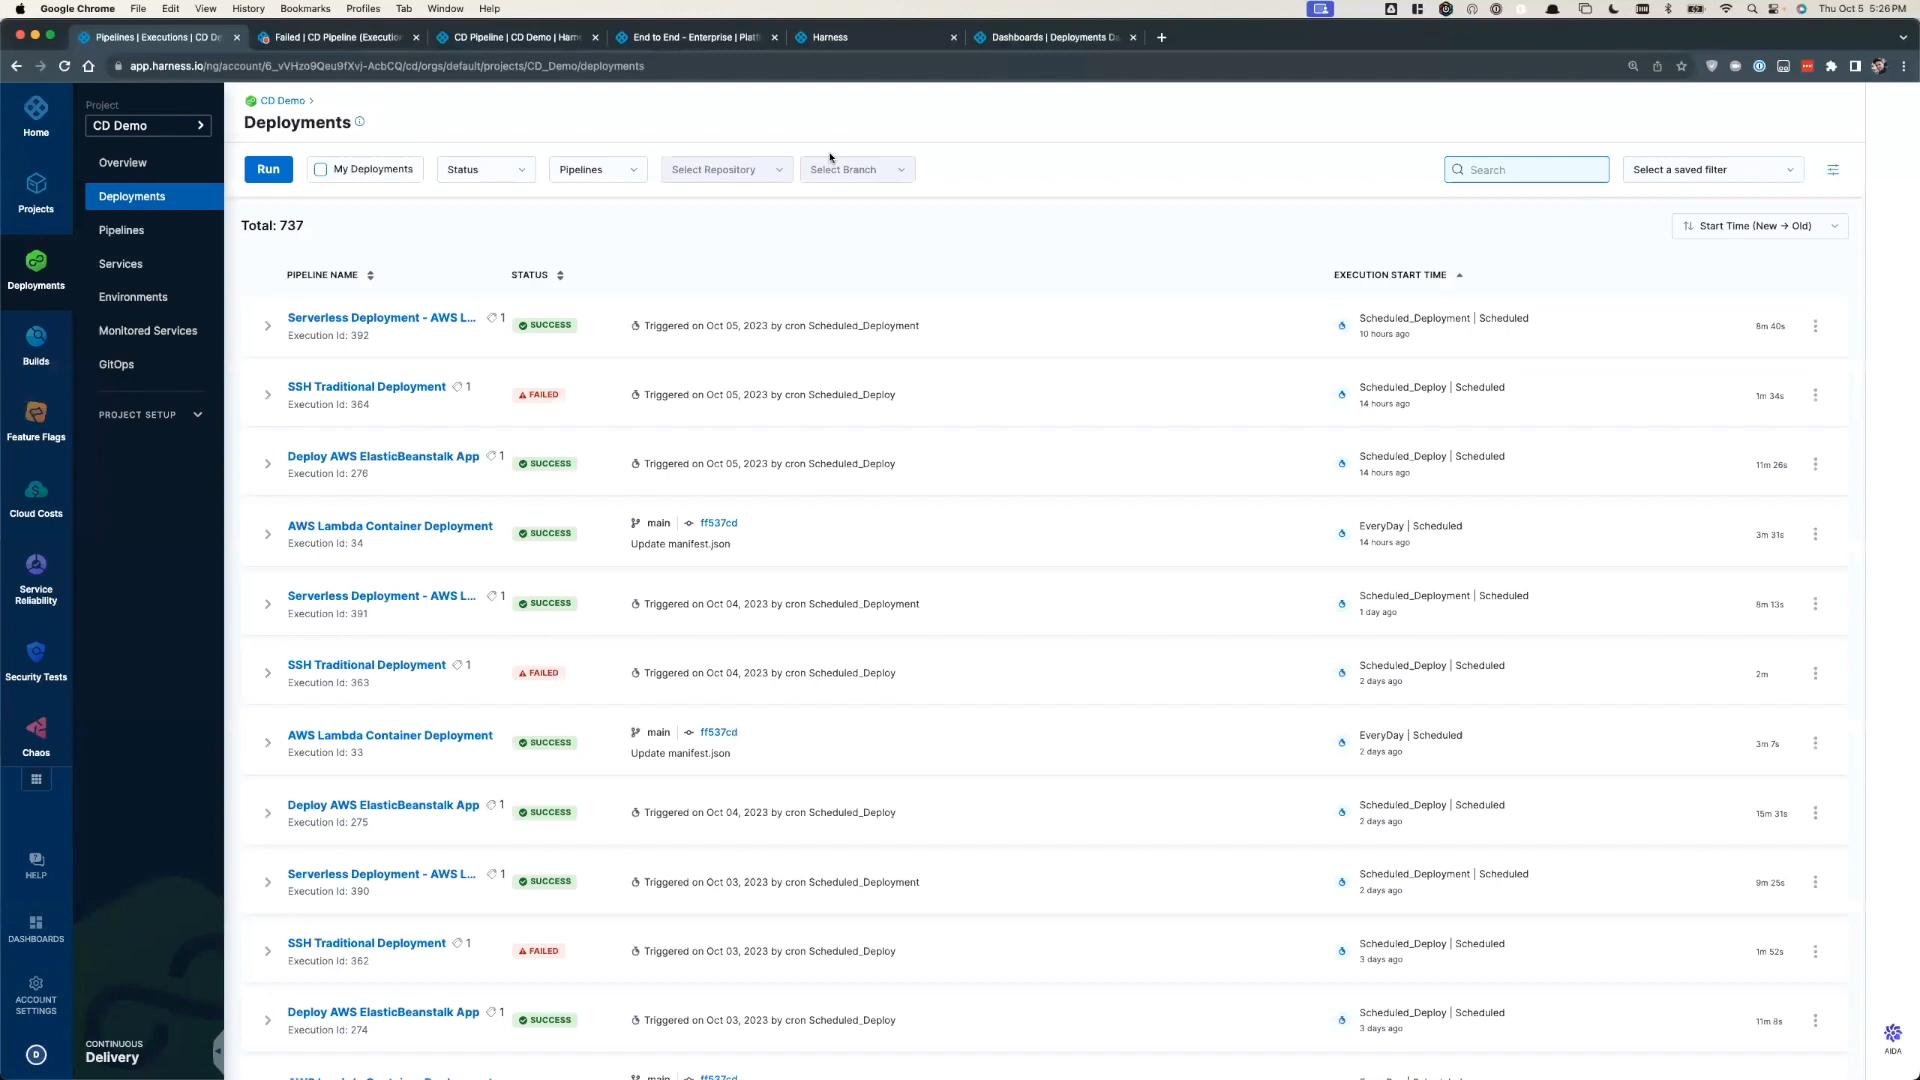 Google Chrome File Edit View History Bookmarks Profiles Tab Window Help
Thu Oct 5 5:26 PM
Pipelines | Executions | CD De
Failed | CD Pipeline (Execution
CD Pipeline | CD Demo | Harn
End to End - Enterprise | Platf
Harness
Dashboards | Deployments Da
app.harness.io/ng/account/6_vVHzo9Qeu9fXvj-AcbCQ/cd/orgs/default/projects/CD_Demo/deployments
Home
Projects
Deployments
Builds
Feature Flags
Cloud Costs
Service
Reliability
Security Tests
Chaos
HELP
DASHBOARDS
ACCOUNT
SETTINGS
D
Project
CD Demo
Overview
Deployments
Pipelines
Services
Environments
Monitored Services
GitOps
PROJECT SETUP
CONTINUOUS
Delivery
CD Demo
Deployments
Run
My Deployments
Status
Pipelines
Select Repository
Select Branch
Search
Select a saved filter
Total: 737
Start Time (New → Old)
PIPELINE NAME STATUS EXECUTION START TIME
Serverless Deployment - AWS L... 1 SUCCESS Triggered on Oct 05, 2023 by cron Scheduled_Deployment Scheduled_Deployment | Scheduled 8m 40s
Execution Id: 392 10 hours ago
SSH Traditional Deployment 1 FAILED Triggered on Oct 05, 2023 by cron Scheduled_Deploy Scheduled_Deploy | Scheduled 1m 34s
Execution Id: 364 14 hours ago
Deploy AWS ElasticBeanstalk App 1 SUCCESS Triggered on Oct 05, 2023 by cron Scheduled_Deploy Scheduled_Deploy | Scheduled 11m 26s
Execution Id: 276 14 hours ago
AWS Lambda Container Deployment SUCCESS main ff537cd EveryDay | Scheduled 3m 31s
Execution Id: 34 Update manifest.json 14 hours ago
Serverless Deployment - AWS L... 1 SUCCESS Triggered on Oct 04, 2023 by cron Scheduled_Deployment Scheduled_Deployment | Scheduled 8m 13s
Execution Id: 391 1 day ago
SSH Traditional Deployment 1 FAILED Triggered on Oct 04, 2023 by cron Scheduled_Deploy Scheduled_Deploy | Scheduled 2m
Execution Id: 363 2 days ago
AWS Lambda Container Deployment SUCCESS main ff537cd EveryDay | Scheduled 3m 7s
Execution Id: 33 Update manifest.json 2 days ago
Deploy AWS ElasticBeanstalk App 1 SUCCESS Triggered on Oct 04, 2023 by cron Scheduled_Deploy Scheduled_Deploy | Scheduled 15m 31s
Execution Id: 275 2 days ago
Serverless Deployment - AWS L... 1 SUCCESS Triggered on Oct 03, 2023 by cron Scheduled_Deployment Scheduled_Deployment | Scheduled 9m 25s
Execution Id: 390 2 days ago
SSH Traditional Deployment 1 FAILED Triggered on Oct 03, 2023 by cron Scheduled_Deploy Scheduled_Deploy | Scheduled 1m 52s
Execution Id: 362 3 days ago
Deploy AWS ElasticBeanstalk App 1 SUCCESS Triggered on Oct 03, 2023 by cron Scheduled_Deploy Scheduled_Deploy | Scheduled 11m 8s
Execution Id: 274 3 days ago
main ff537cd
AIDA